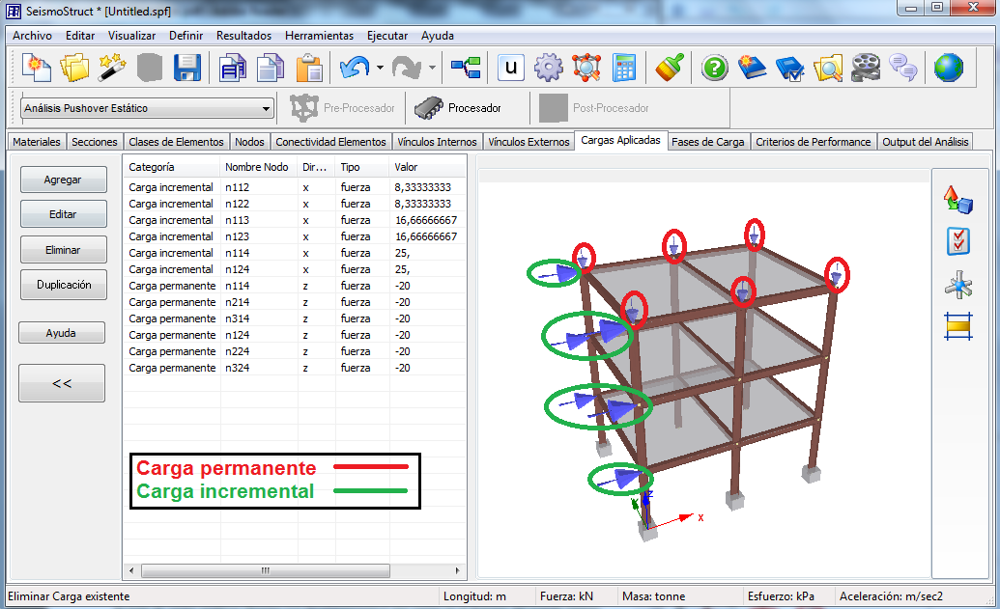 SeismoStruct * [Untitled.spf]
Archivo Editar Visualizar Definir Resultados Herramientas Ejecutar Ayuda
u
?
Análisis Pushover Estático Pre-Procesador Procesador Post-Procesador
Materiales Secciones Clases de Elementos Nodos Conectividad Elementos Vínculos Internos Vínculos Externos Cargas Aplicadas Fases de Carga Criterios de Performance Output del Análisis
Agregar
Editar
Eliminar
Duplicación
Ayuda
<<
Categoría Nombre Nodo Dir... Tipo Valor
Carga incremental n112 x fuerza 8,33333333
Carga incremental n122 x fuerza 8,33333333
Carga incremental n113 x fuerza 16,66666667
Carga incremental n123 x fuerza 16,66666667
Carga incremental n114 x fuerza 25,
Carga incremental n124 x fuerza 25,
Carga permanente n114 z fuerza -20
Carga permanente n214 z fuerza -20
Carga permanente n314 z fuerza -20
Carga permanente n124 z fuerza -20
Carga permanente n224 z fuerza -20
Carga permanente n324 z fuerza -20
Carga permanente
Carga incremental
z
x
Eliminar Carga existente Longitud: m Fuerza: kN Masa: tonne Esfuerzo: kPa Aceleración: m/sec2